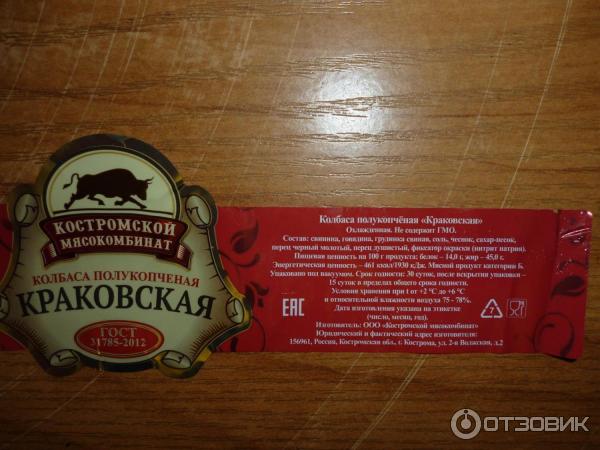 КОСТРОМСКОЙ
МЯСОКОМБИНАТ
КОЛБАСА ПОЛУКОПЧЕНАЯ
КРАКОВСКАЯ
ГОСТ
31785-2012
Колбаса полукопчёная «Краковская»
Охлажденная. Не содержит ГМО.
Состав: свинина, говядина, грудинка свиная, соль, чеснок, сахар-песок,
перец черный молотый, перец душистый, фиксатор окраски (нитрит натрия).
Пищевая ценность на 100 г продукта: белок – 14,0 г, жир – 45,0 г.
Энергетическая ценность – 461 ккал/1930 кДж. Мясной продукт категории Б.
Упаковано под вакуумом. Срок годности: 30 суток, после вскрытия упаковки -
15 суток в пределах общего срока годности.
Условия хранения при t от +2 °С до +6 °С
и относительной влажности воздуха 75 - 78%.
Дата изготовления указана на этикетке
(число, месяц, год).
Изготовитель: ООО «Костромской мясокомбинат»
Юридический и фактический адрес изготовителя:
156961, Россия, Костромская обл., г. Кострома, ул. 2-я Волжская, д.2
ЕАС
7
ОТЗОВИК